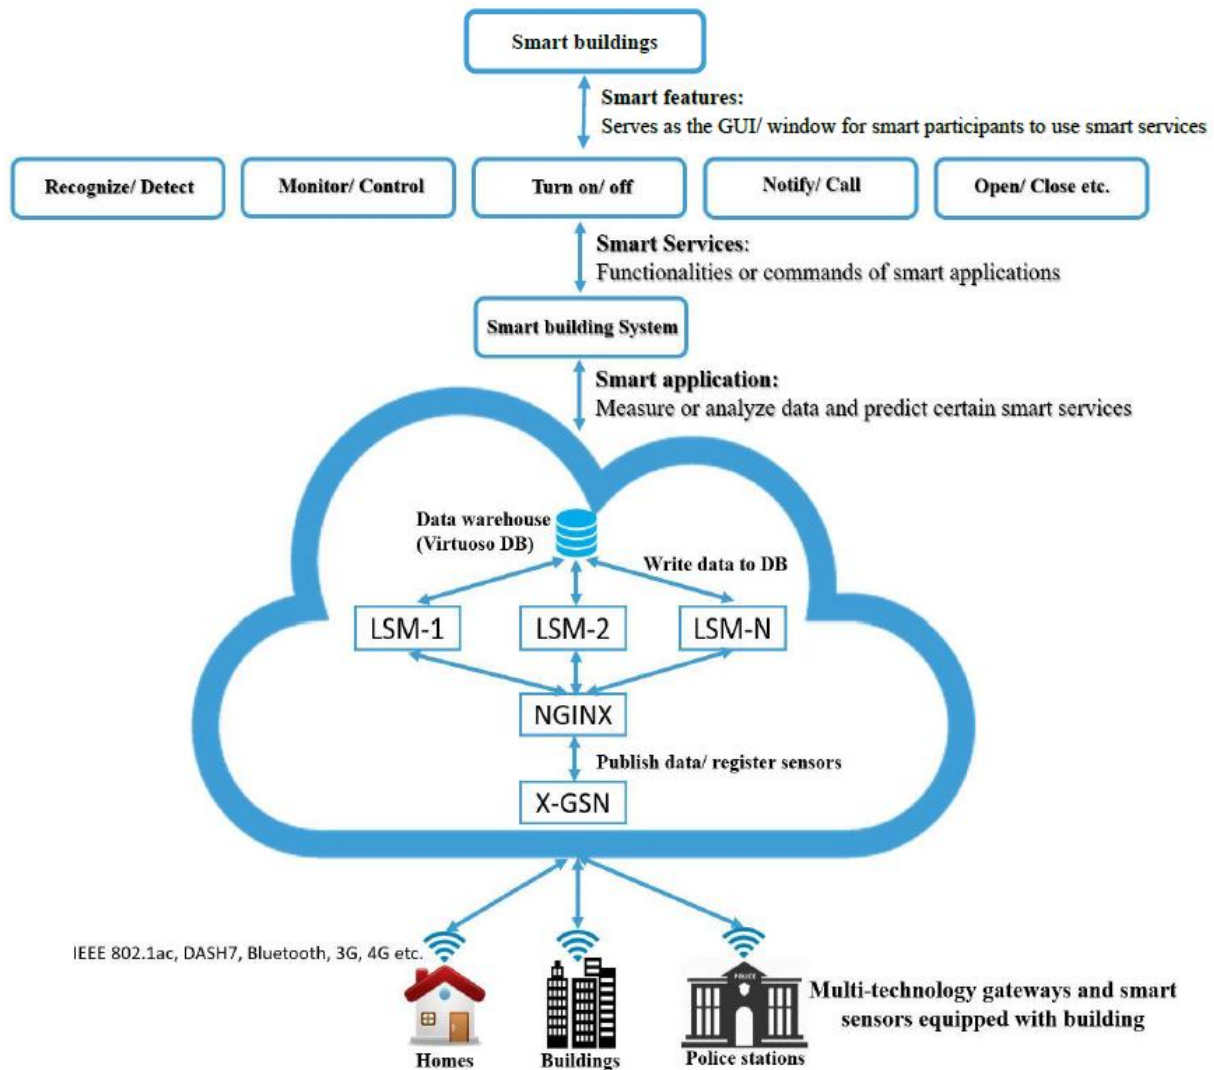 Smart buildings
Smart features:
Serves as the GUI/ window for smart participants to use smart services
Recognize/ Detect
Monitor/ Control
Turn on/ off
Notify/ Call
Open/ Close etc.
Smart Services:
Functionalities or commands of smart applications
Smart building System
Smart application:
Measure or analyze data and predict certain smart services
Data warehouse
(Virtuoso DB)
Write data to DB
LSM-1
LSM-2
LSM-N
NGINX
Publish data/ register sensors
X-GSN
IEEE 802.1ac, DASH7, Bluetooth, 3G, 4G etc.
POLICE
Multi-technology gateways and smart
sensors equipped with building
Homes
Buildings
Police stations